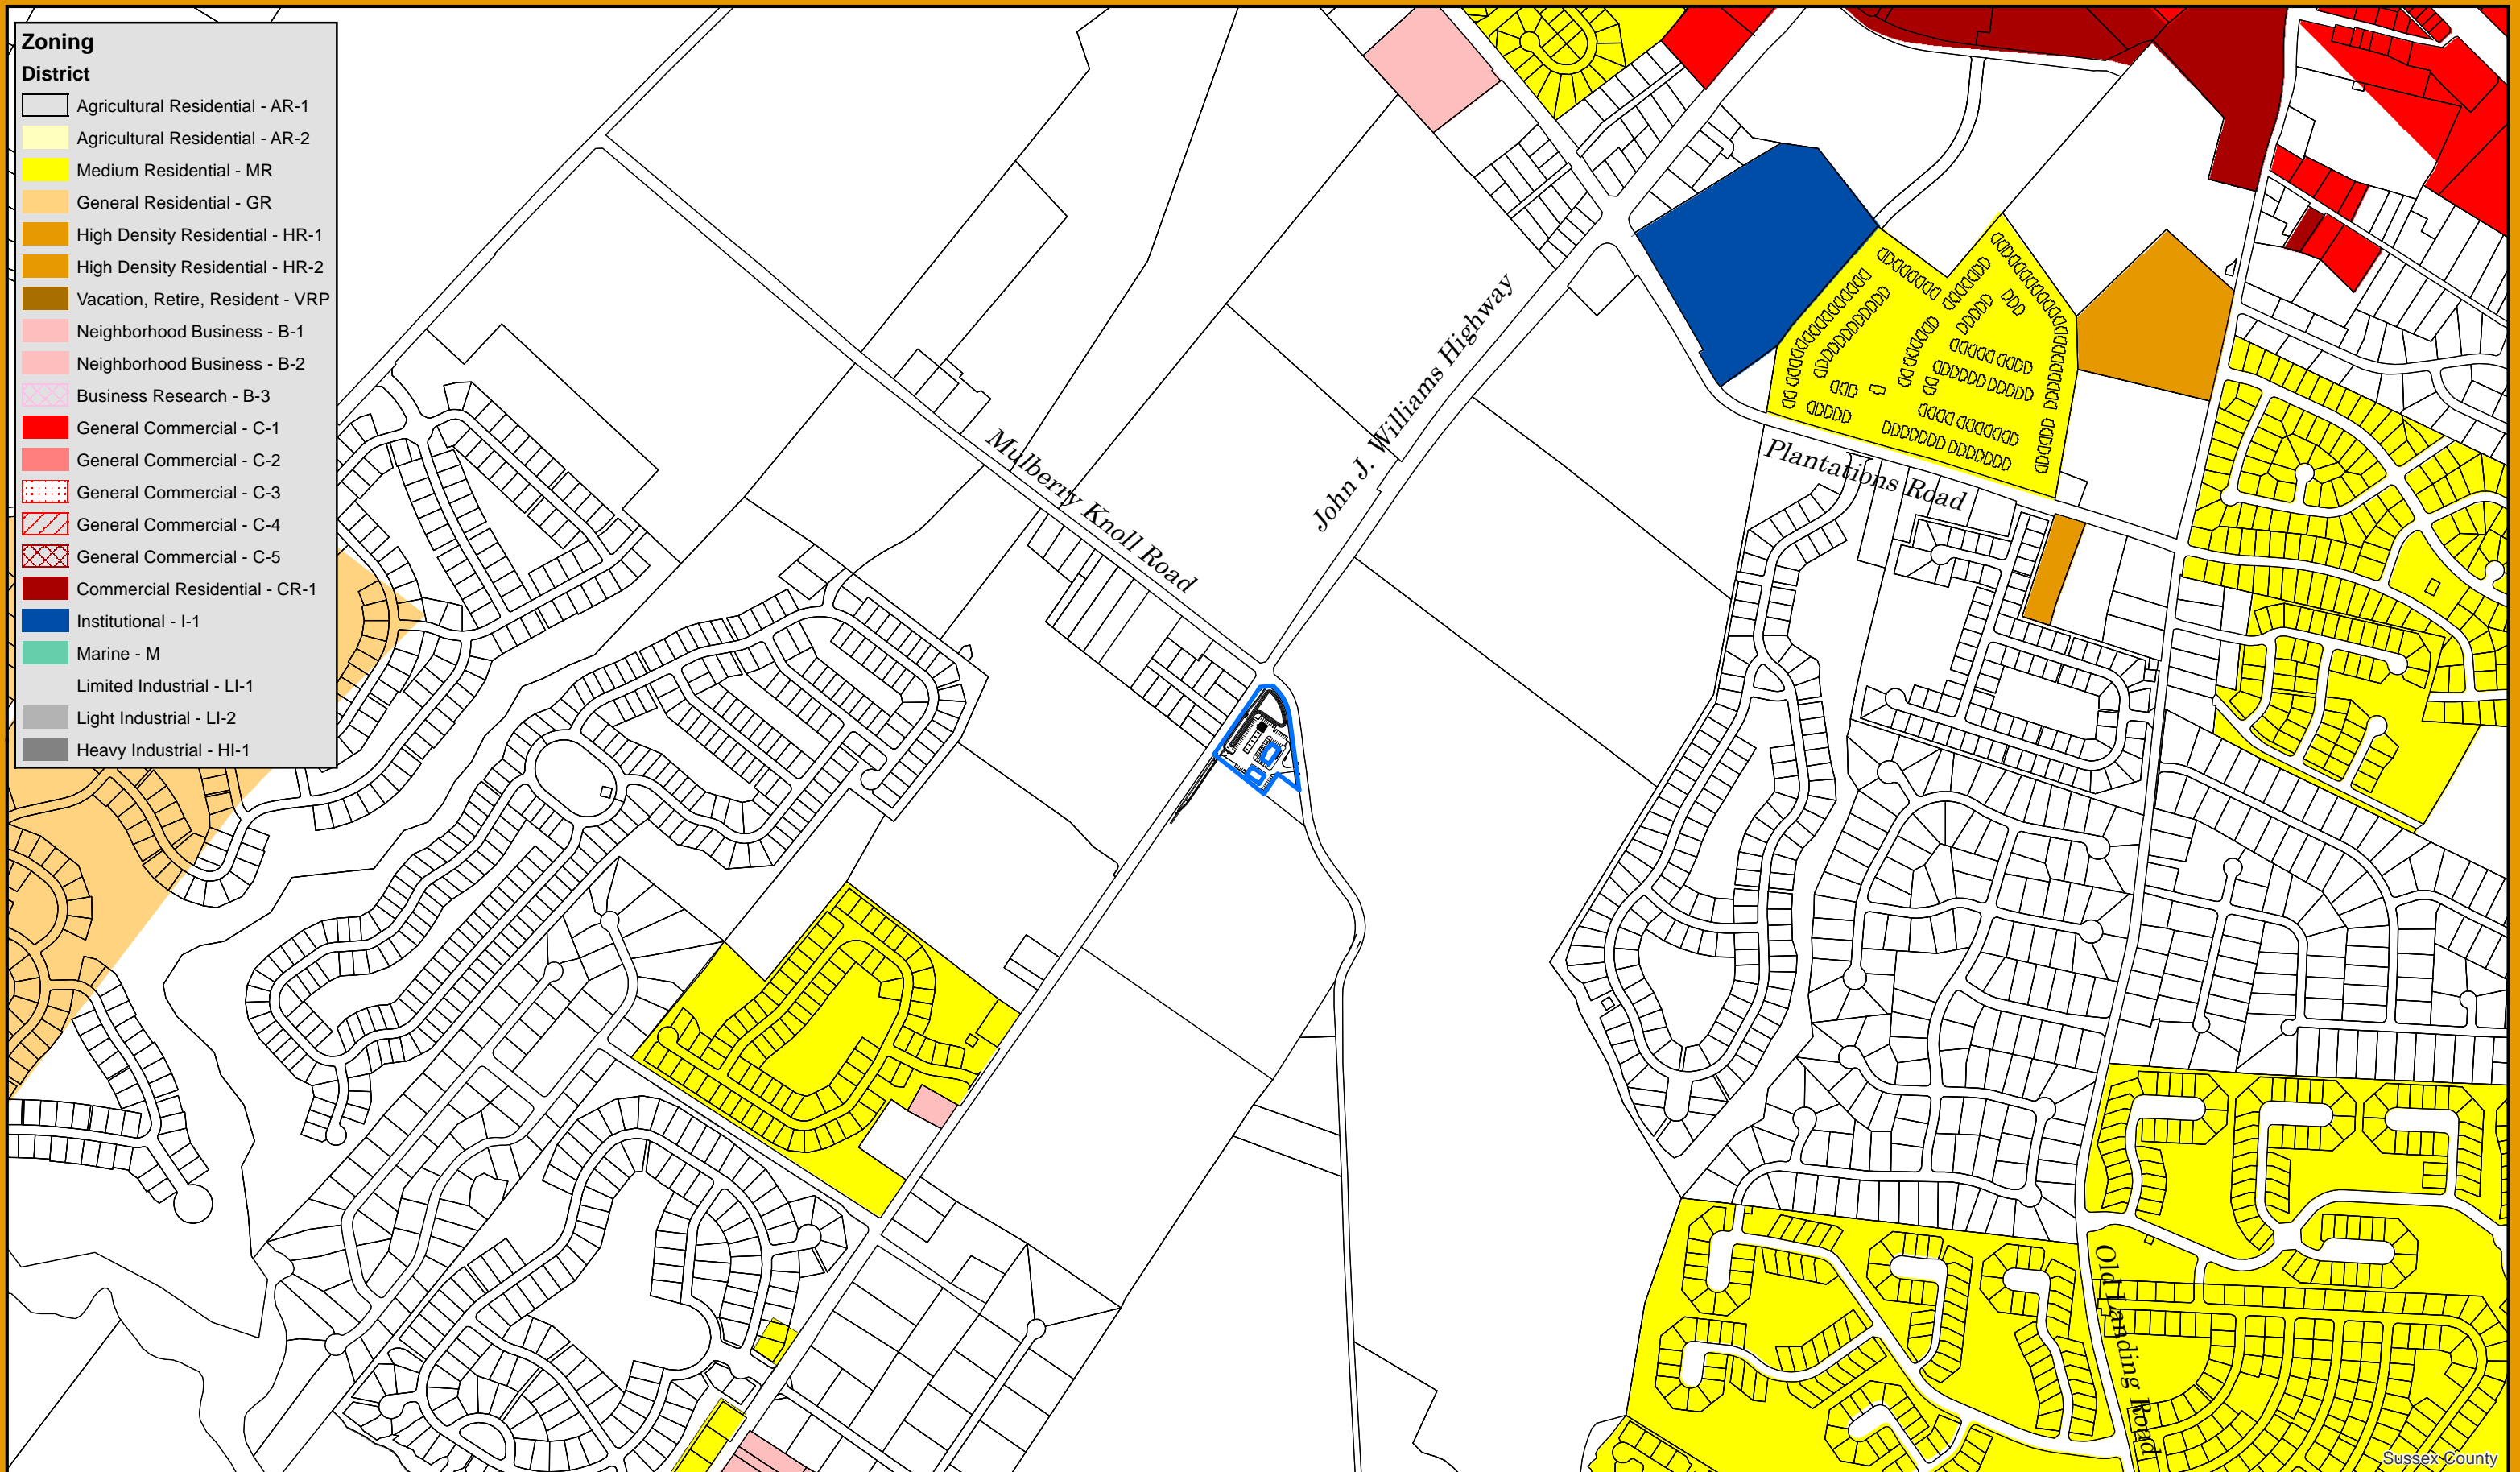 Zoning
District
Agricultural Residential - AR-1
Agricultural Residential - AR-2
Medium Residential - MR
General Residential - GR
High Density Residential - HR-1
High Density Residential - HR-2
Vacation, Retire, Resident - VRP
Neighborhood Business - B-1
Neighborhood Business - B-2
Business Research - B-3
General Commercial - C-1
General Commercial - C-2
General Commercial - C-3
General Commercial - C-4
General Commercial - C-5
Commercial Residential - CR-1
Institutional - I-1
Marine - M
Limited Industrial - LI-1
Light Industrial - LI-2
Heavy Industrial - HI-1
Mulberry Knoll Road
John J. Williams Highway
Plantations Road
Old Landing Road
Sussex County